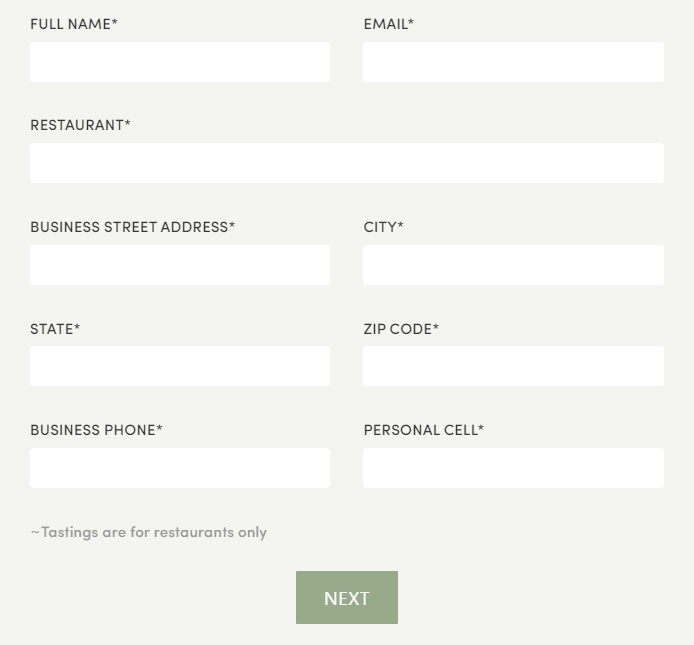 FULL NAME* EMAIL*
RESTAURANT*
BUSINESS STREET ADDRESS* CITY*
STATE* ZIP CODE*
BUSINESS PHONE* PERSONAL CELL*
~Tastings are for restaurants only
NEXT